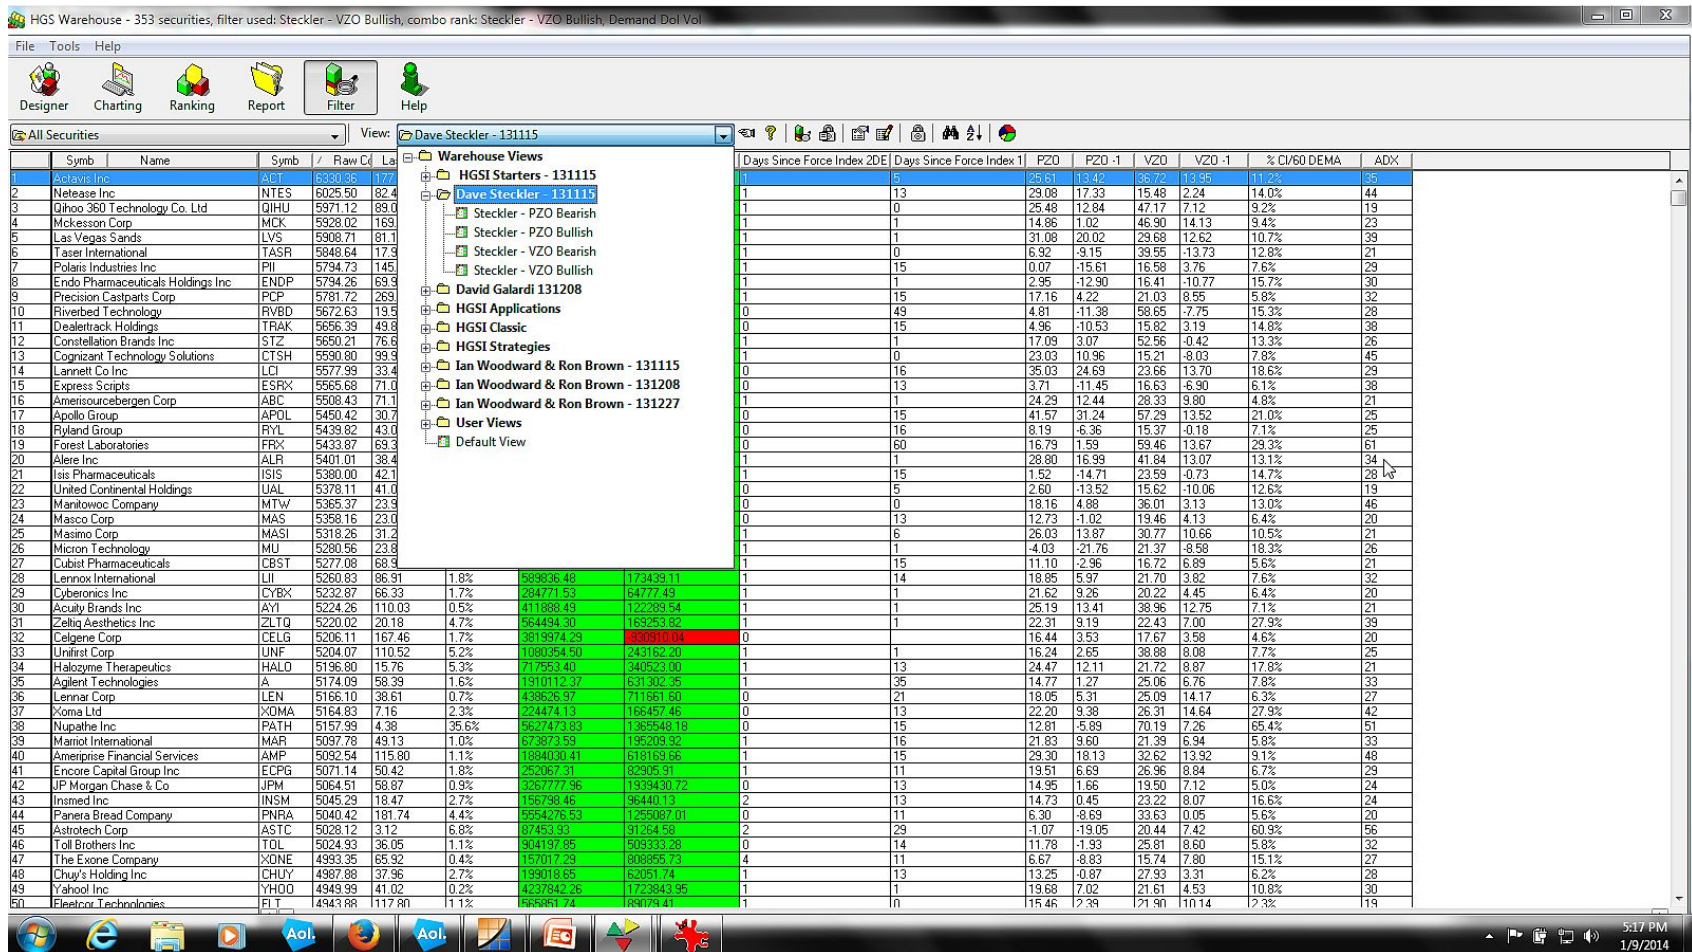 HGS Warehouse - 353 securities, filter used: Steckler - VZO Bullish, combo rank: Steckler - VZO Bullish, Demand Dol Vol
File Tools Help
Designer Charting Ranking Report Filter Help
All Securities View: Dave Steckler - 131115
Symb Name Symb / Raw Co La Days Since Force Index 2DE Days Since Force Index 1 PZO PZO -1 VZO VZO -1 % CI/60 DEMA ADX
Warehouse Views
HGSI Starters - 131115
Dave Steckler - 131115
Steckler - PZO Bearish
Steckler - PZO Bullish
Steckler - VZO Bearish
Steckler - VZO Bullish
David Galardi 131208
HGSI Applications
HGSI Classic
HGSI Strategies
Ian Woodward & Ron Brown - 131115
Ian Woodward & Ron Brown - 131208
Ian Woodward & Ron Brown - 131227
User Views
Default View
1 Actavis Inc ACT 6330.36 177. 1 5 25.61 13.42 36.72 13.95 11.2% 35
2 Netease Inc NTES 6025.50 82.4 1 13 29.08 17.33 15.48 2.24 14.0% 44
3 Qihoo 360 Technology Co. Ltd QIHU 5971.12 89.0 1 0 25.48 12.84 47.17 7.12 9.2% 19
4 Mckesson Corp MCK 5928.02 169. 1 1 14.86 1.02 46.90 14.13 9.4% 23
5 Las Vegas Sands LVS 5908.71 81.1 1 1 31.08 20.02 29.68 12.62 10.7% 39
6 Taser International TASR 5848.64 17.9 1 0 6.92 -9.15 39.55 -13.73 12.8% 21
7 Polaris Industries Inc PII 5794.73 145. 1 15 0.07 -15.61 16.58 3.76 7.6% 29
8 Endo Pharmaceuticals Holdings Inc ENDP 5794.26 69.9 1 1 2.95 -12.90 16.41 -10.77 15.7% 30
9 Precision Castparts Corp PCP 5781.72 269. 1 15 17.16 4.22 21.03 8.55 5.8% 32
10 Riverbed Technology RVBD 5672.63 19.5 0 49 4.81 -11.38 58.65 -7.75 15.3% 28
11 Dealertrack Holdings TRAK 5656.39 49.8 0 15 4.96 -10.53 15.82 3.19 14.8% 38
12 Constellation Brands Inc STZ 5650.21 76.6 1 1 17.09 3.07 52.56 -0.42 13.3% 26
13 Cognizant Technology Solutions CTSH 5590.80 99.9 1 0 23.03 10.96 15.21 -8.03 7.8% 45
14 Lannett Co Inc LCI 5577.99 33.4 0 16 35.03 24.69 23.66 13.70 18.6% 29
15 Express Scripts ESRX 5565.68 71.0 0 13 3.71 -11.45 16.63 -6.90 6.1% 38
16 Amerisourcebergen Corp ABC 5508.43 71.1 1 1 24.29 12.44 28.33 9.80 4.8% 21
17 Apollo Group APOL 5450.42 30.7 0 15 41.57 31.24 57.29 13.52 21.0% 25
18 Ryland Group RYL 5439.82 43.0 0 16 8.19 -6.36 15.37 -0.18 7.1% 25
19 Forest Laboratories FRX 5433.87 69.3 0 60 16.79 1.59 59.46 13.67 29.3% 61
20 Alere Inc ALR 5401.01 38.4 0 1 28.80 16.99 41.84 13.07 13.1% 34
21 Isis Pharmaceuticals ISIS 5380.00 42.1 1 15 1.52 -14.71 23.59 -0.73 14.7% 28
22 United Continental Holdings UAL 5378.11 41.0 0 5 2.60 -13.52 15.62 -10.06 12.6% 19
23 Manitowoc Company MTW 5365.37 23.9 0 0 18.16 4.88 36.01 3.13 13.0% 46
24 Masco Corp MAS 5358.16 23.0 0 13 12.73 -1.02 19.46 4.13 6.4% 20
25 Masimo Corp MASI 5318.26 31.2 1 6 26.03 13.87 30.77 10.66 10.5% 21
26 Micron Technology MU 5280.56 23.8 1 1 -4.03 -21.76 21.37 -8.58 18.3% 26
27 Cubist Pharmaceuticals CBST 5277.08 68.9 1 15 11.10 -2.96 16.72 6.89 5.6% 21
28 Lennox International LII 5260.83 86.91 1.8% 589836.48 173439.11 1 14 18.85 5.97 21.70 3.82 7.6% 32
29 Cyberonics Inc CYBX 5232.87 66.33 1.7% 284771.53 64777.49 1 1 21.62 9.26 20.22 4.45 6.4% 20
30 Acuity Brands Inc AYI 5224.26 110.03 0.5% 411888.49 122289.54 1 1 25.19 13.41 38.96 12.75 7.1% 21
31 Zeltiq Aesthetics Inc ZLTQ 5220.02 20.18 4.7% 564494.30 169253.82 1 1 22.31 9.19 22.43 7.00 27.9% 39
32 Celgene Corp CELG 5206.11 167.46 1.7% 3819974.29 -930910.04 0 16.44 3.53 17.67 3.58 4.6% 20
33 Unifirst Corp UNF 5204.07 110.52 5.2% 1080354.50 243162.20 1 1 16.24 2.65 38.88 8.08 7.7% 25
34 Halozyme Therapeutics HALO 5196.80 15.76 5.3% 717553.40 340523.00 1 13 24.47 12.11 21.72 8.87 17.8% 21
35 Agilent Technologies A 5174.09 58.39 1.6% 1910112.37 631302.35 1 35 14.77 1.27 25.06 6.76 7.8% 33
36 Lennar Corp LEN 5166.10 38.61 0.7% 438626.97 711661.60 0 21 18.05 5.31 25.09 14.17 6.3% 27
37 Xoma Ltd XOMA 5164.83 7.16 2.3% 224474.13 166457.46 0 13 22.20 9.38 26.31 14.64 27.9% 42
38 Nupathe Inc PATH 5157.99 4.38 35.6% 5627473.83 1365548.18 0 15 12.81 -5.89 70.19 7.26 65.4% 51
39 Marriot International MAR 5097.78 49.13 1.0% 673873.59 195209.92 1 16 21.83 9.60 21.39 6.94 5.8% 33
40 Ameriprise Financial Services AMP 5092.54 115.80 1.1% 1884030.41 618169.66 1 15 29.30 18.13 32.62 13.92 9.1% 48
41 Encore Capital Group Inc ECPG 5071.14 50.42 1.8% 252067.31 82905.91 1 11 19.51 6.69 26.96 8.84 6.7% 29
42 JP Morgan Chase & Co JPM 5064.51 58.87 0.9% 3267777.96 1939430.72 0 13 14.95 1.66 19.50 7.12 5.0% 24
43 Insmed Inc INSM 5045.29 18.47 2.7% 156798.46 96440.13 2 13 14.73 0.45 23.22 8.07 16.6% 24
44 Panera Bread Company PNRA 5040.42 181.74 4.4% 5554276.53 1255087.01 0 11 6.30 -8.69 33.63 0.05 5.6% 20
45 Astrotech Corp ASTC 5028.12 3.12 6.8% 87453.93 91264.58 2 29 -1.07 -19.05 20.44 7.42 60.9% 56
46 Toll Brothers Inc TOL 5024.93 36.05 1.1% 904197.85 509333.28 0 14 11.78 -1.93 25.81 8.60 5.8% 32
47 The Exone Company XONE 4993.35 65.92 0.4% 157017.29 808855.73 4 11 6.67 -8.83 15.74 7.80 15.1% 27
48 Chuy's Holding Inc CHUY 4987.88 37.96 2.7% 199018.65 62051.74 1 13 13.25 -0.87 27.93 3.31 6.2% 28
49 Yahoo! Inc YHOO 4949.99 41.02 0.2% 4237842.26 1723843.95 1 1 19.68 7.02 21.61 4.53 10.8% 30
50 Fleetcor Technologies FLT 4943.88 117.80 1.1% 565851.74 89079.41 1 0 15.46 2.39 21.90 10.14 2.3% 19
Aol. Aol.
5:17 PM
1/9/2014